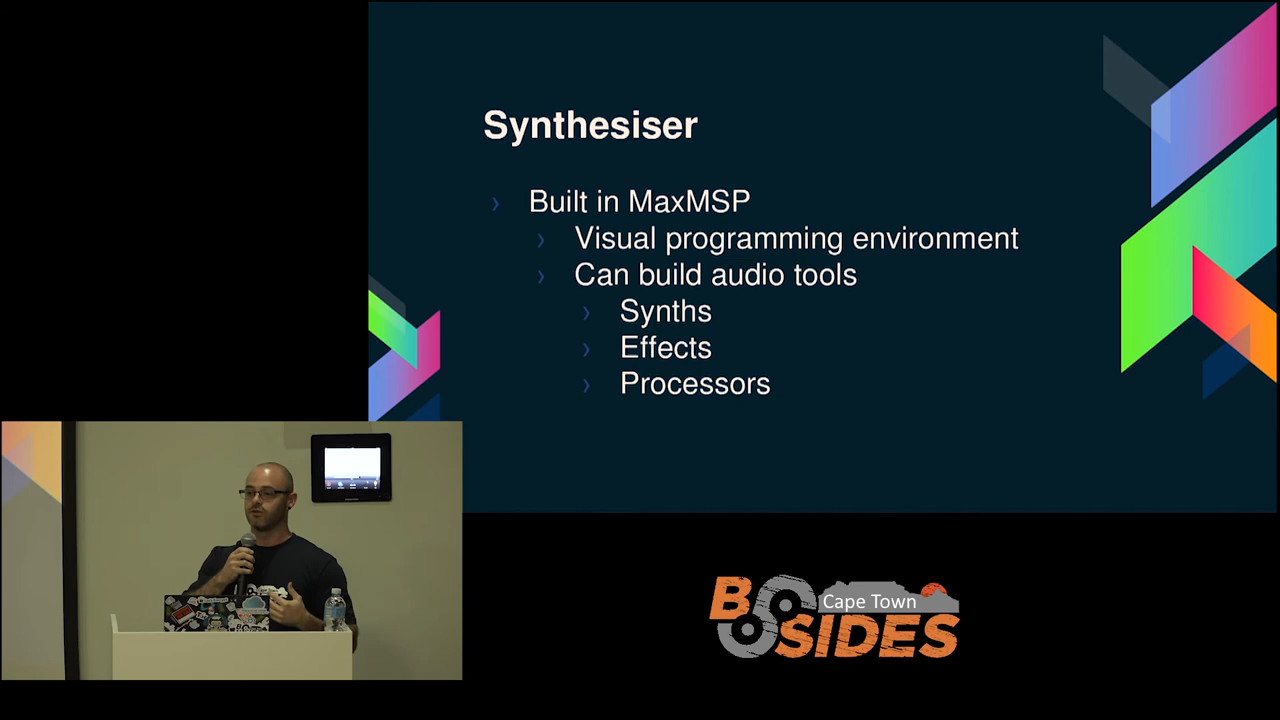 Synthesiser
Built in MaxMSP
Visual programming environment
Can build audio tools
Synths
Effects
Processors
Cape Town
B SIDES